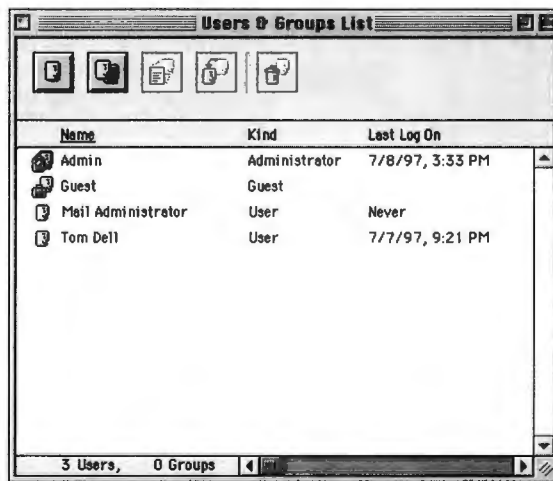 Users & Groups List
Name Kind Last Log On
Admin Administrator 7/8/97, 3:33 PM
Guest Guest
Mail Administrator User Never
Tom Dell User 7/7/97, 9:21 PM
3 Users, 0 Groups